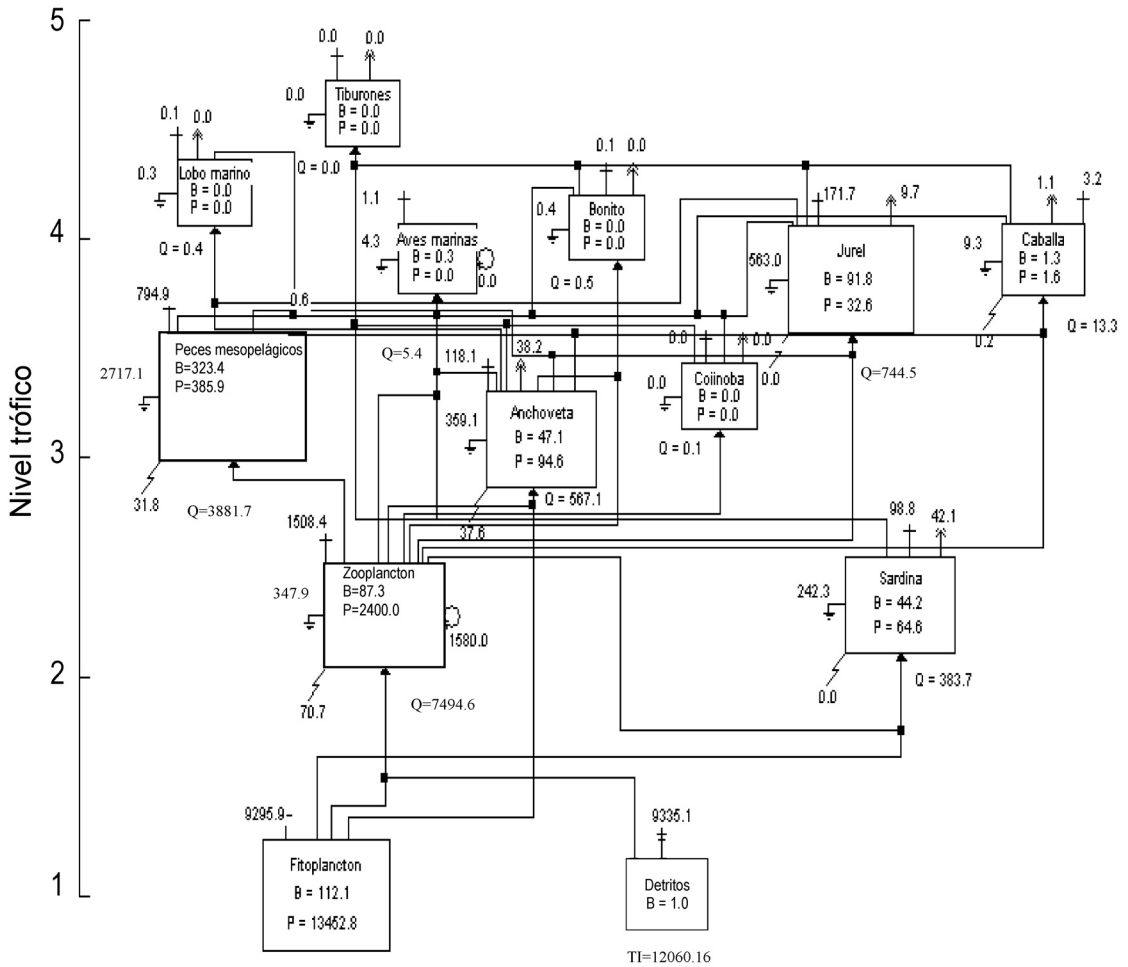 5
4
3
2
1
Nivel trófico
0.0
0.0
0.0
Tiburones
B = 0.0
P = 0.0
Q = 0.0
0.1
0.0
0.3
Lobo marino
B = 0.0
P = 0.0
Q = 0.4
1.1
4.3
Aves marinas
B = 0.3
P = 0.0
0.0
Q=5.4
0.1
0.0
0.4
Bonito
B = 0.0
P = 0.0
Q = 0.5
171.7
9.7
563.0
Jurel
B = 91.8
P = 32.6
0.0
Q=744.5
1.1
3.2
9.3
Caballa
B = 1.3
P = 1.6
0.2
Q = 13.3
794.9
0.6
2717.1
Peces mesopelágicos
B=323.4
P=385.9
31.8
Q=3881.7
118.1
38.2
359.1
Anchoveta
B = 47.1
P = 94.6
37.6
Q = 567.1
0.0
0.0
0.0
Cojinoba
B = 0.0
P = 0.0
Q = 0.1
1508.4
347.9
Zooplancton
B=87.3
P=2400.0
1580.0
70.7
Q=7494.6
98.8
42.1
242.3
Sardina
B = 44.2
P = 64.6
0.0
Q = 383.7
9295.9
Fitoplancton
B = 112.1
P = 13452.8
9335.1
Detritos
B = 1.0
TI=12060.16